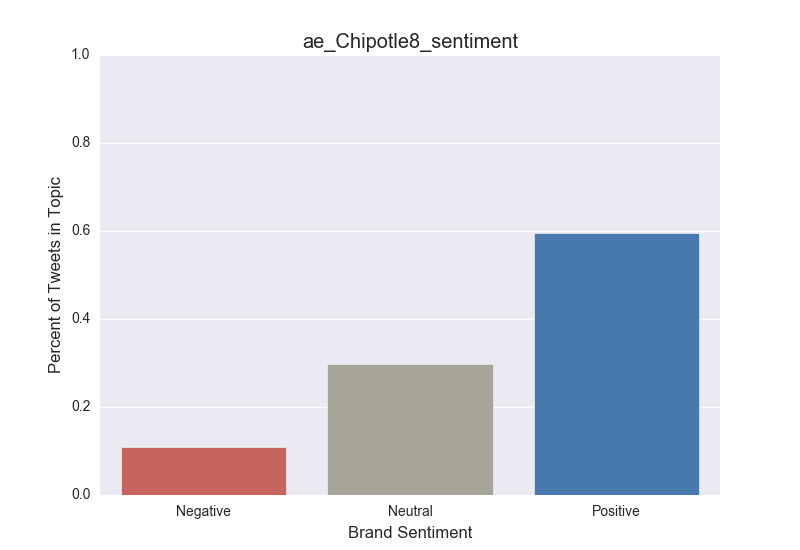 ae_Chipotle8_sentiment
1.0
0.8
0.6
0.4
0.2
0.0
Percent of Tweets in Topic
Negative
Neutral
Positive
Brand Sentiment